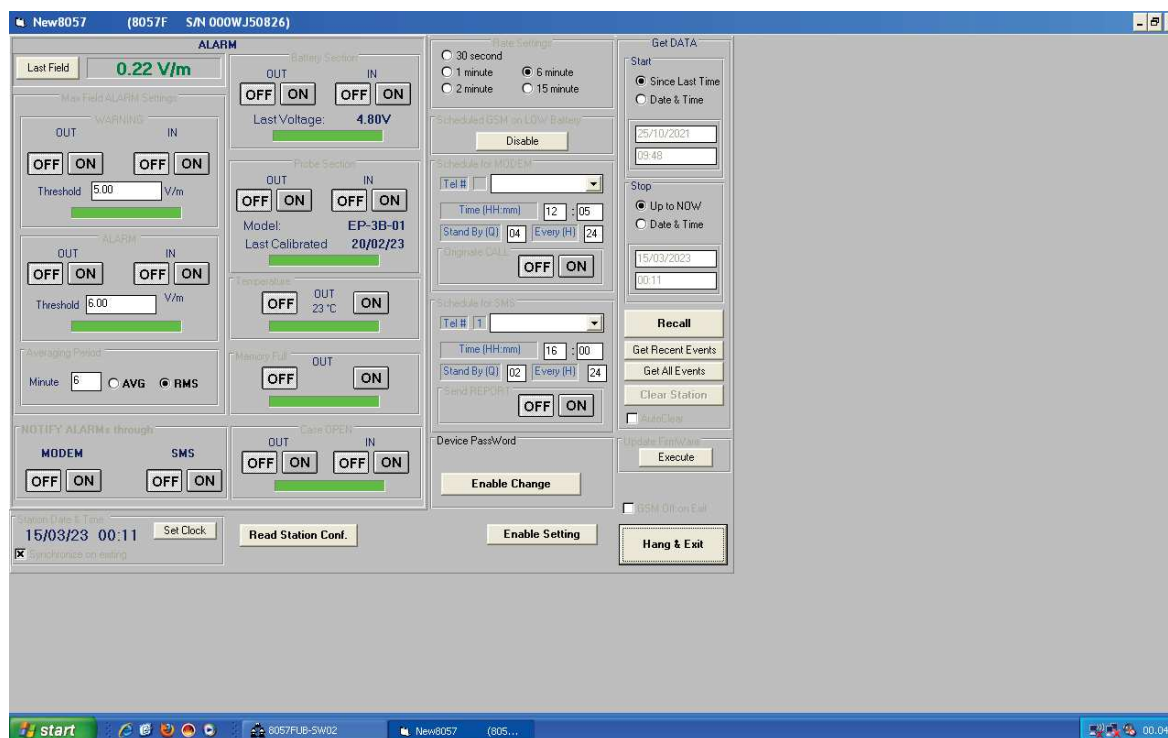 New8057 (8057F S/N 000WJ50826)
ALARM
Last Field 0.22 V/m
Max Field ALARM Settings
WARNING
OUT IN
OFF ON OFF ON
Threshold 5.00 V/m
ALARM
OUT IN
OFF ON OFF ON
Threshold 6.00 V/m
Averaging Period
Minute 6 AVG RMS
NOTIFY ALARMs through
MODEM SMS
OFF ON OFF ON
Battery Section
OUT IN
OFF ON OFF ON
Last Voltage: 4.80V
Probe Section
OUT IN
OFF ON OFF ON
Model: EP-3B-01
Last Calibrated 20/02/23
Temperature
OUT
OFF 23 °C ON
Memory Full
OUT
OFF ON
Case OPEN
OUT IN
OFF ON OFF ON
Rate Settings
30 second
1 minute 6 minute
2 minute 15 minute
Scheduled GSM on LOW Battery
Disable
Schedule for MODEM
Tel #
Time (HH:mm) 12 : 05
Stand By (Q) 04 Every (H) 24
Originate CALL
OFF ON
Schedule for SMS
Tel # 1
Time (HH:mm) 16 : 00
Stand By (Q) 02 Every (H) 24
Send REPORT
OFF ON
Device PassWord
Enable Change
Get DATA
Start
Since Last Time
Date & Time
25/10/2021
09:48
Stop
Up to NOW
Date & Time
15/03/2023
00:11
Recall
Get Recent Events
Get All Events
Clear Station
AutoClear
Update FirmWare
Execute
GSM Off on Exit
Hang & Exit
Station Date & Time
15/03/23 00:11 Set Clock
Synchronize on exiting
Read Station Conf.
Enable Setting
start 8057FUB-SW02 New8057 (805... 00.04